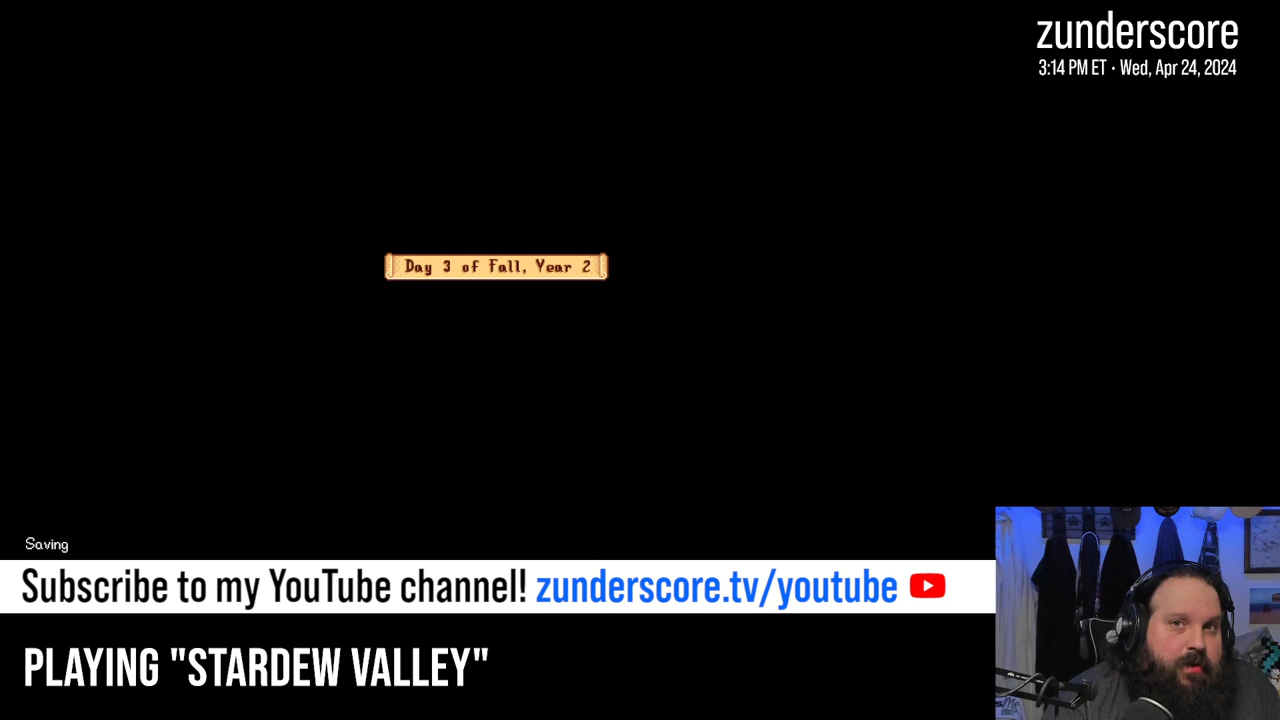 zunderscore
3:14 PM ET · Wed, Apr 24, 2024
Day 3 of Fall, Year 2
Saving
Subscribe to my YouTube channel! zunderscore.tv/youtube
PLAYING "STARDEW VALLEY"